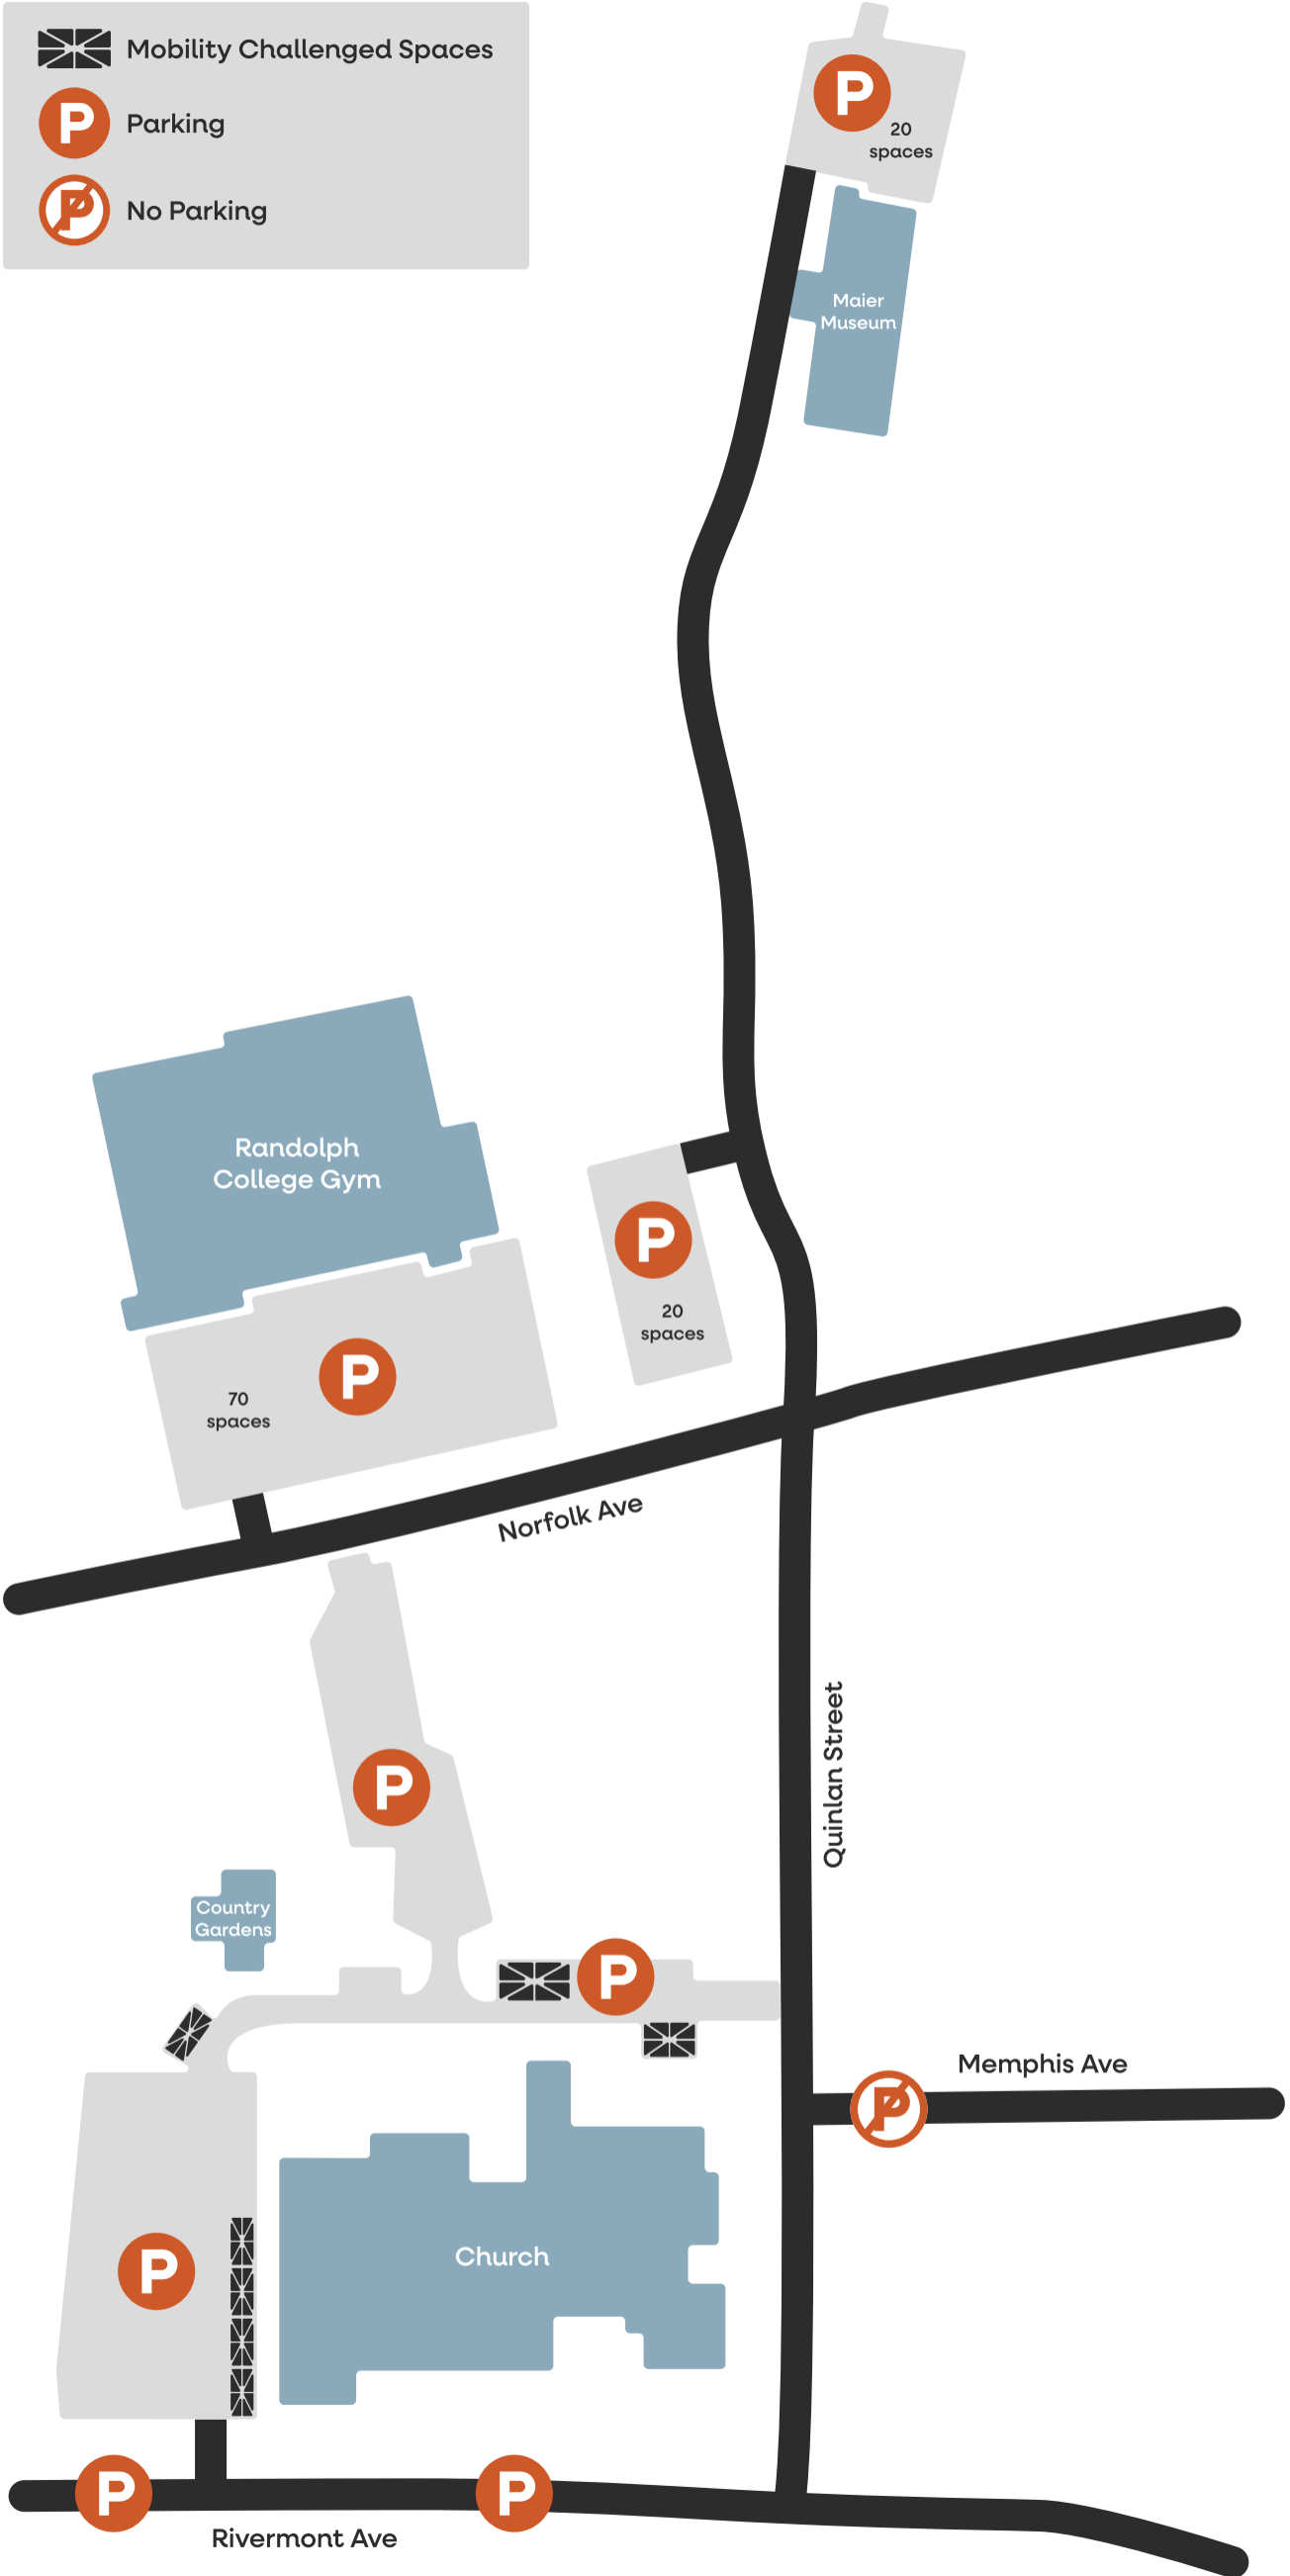 Mobility Challenged Spaces
P Parking
P No Parking
P
20
spaces
Maier
Museum
Randolph
College Gym
P
20
spaces
P
70
spaces
Norfolk Ave
Quinlan Street
P
Country
Gardens
P
Memphis Ave
P
Church
P
P
P
Rivermont Ave